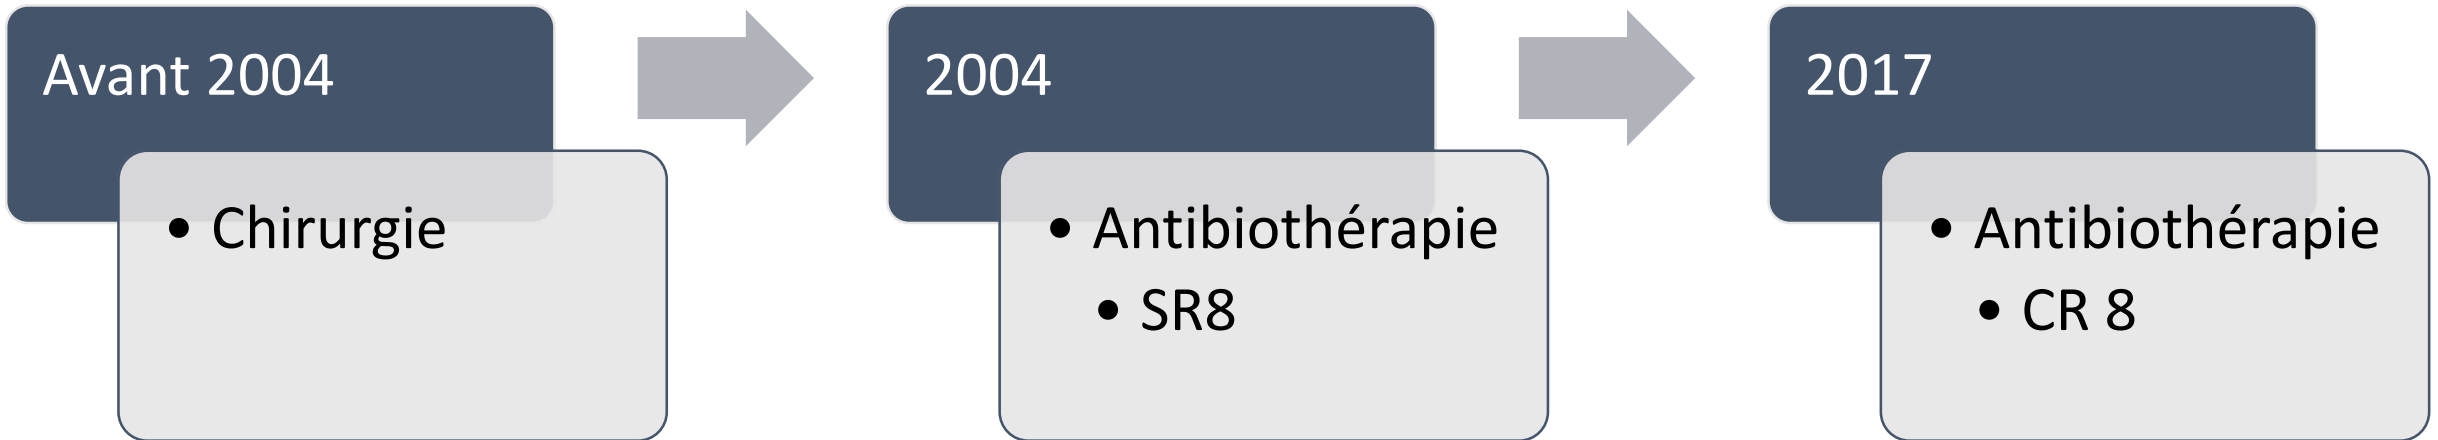 Avant 2004
• Chirurgie
2004
• Antibiothérapie
• SR8
2017
• Antibiothérapie
• CR 8